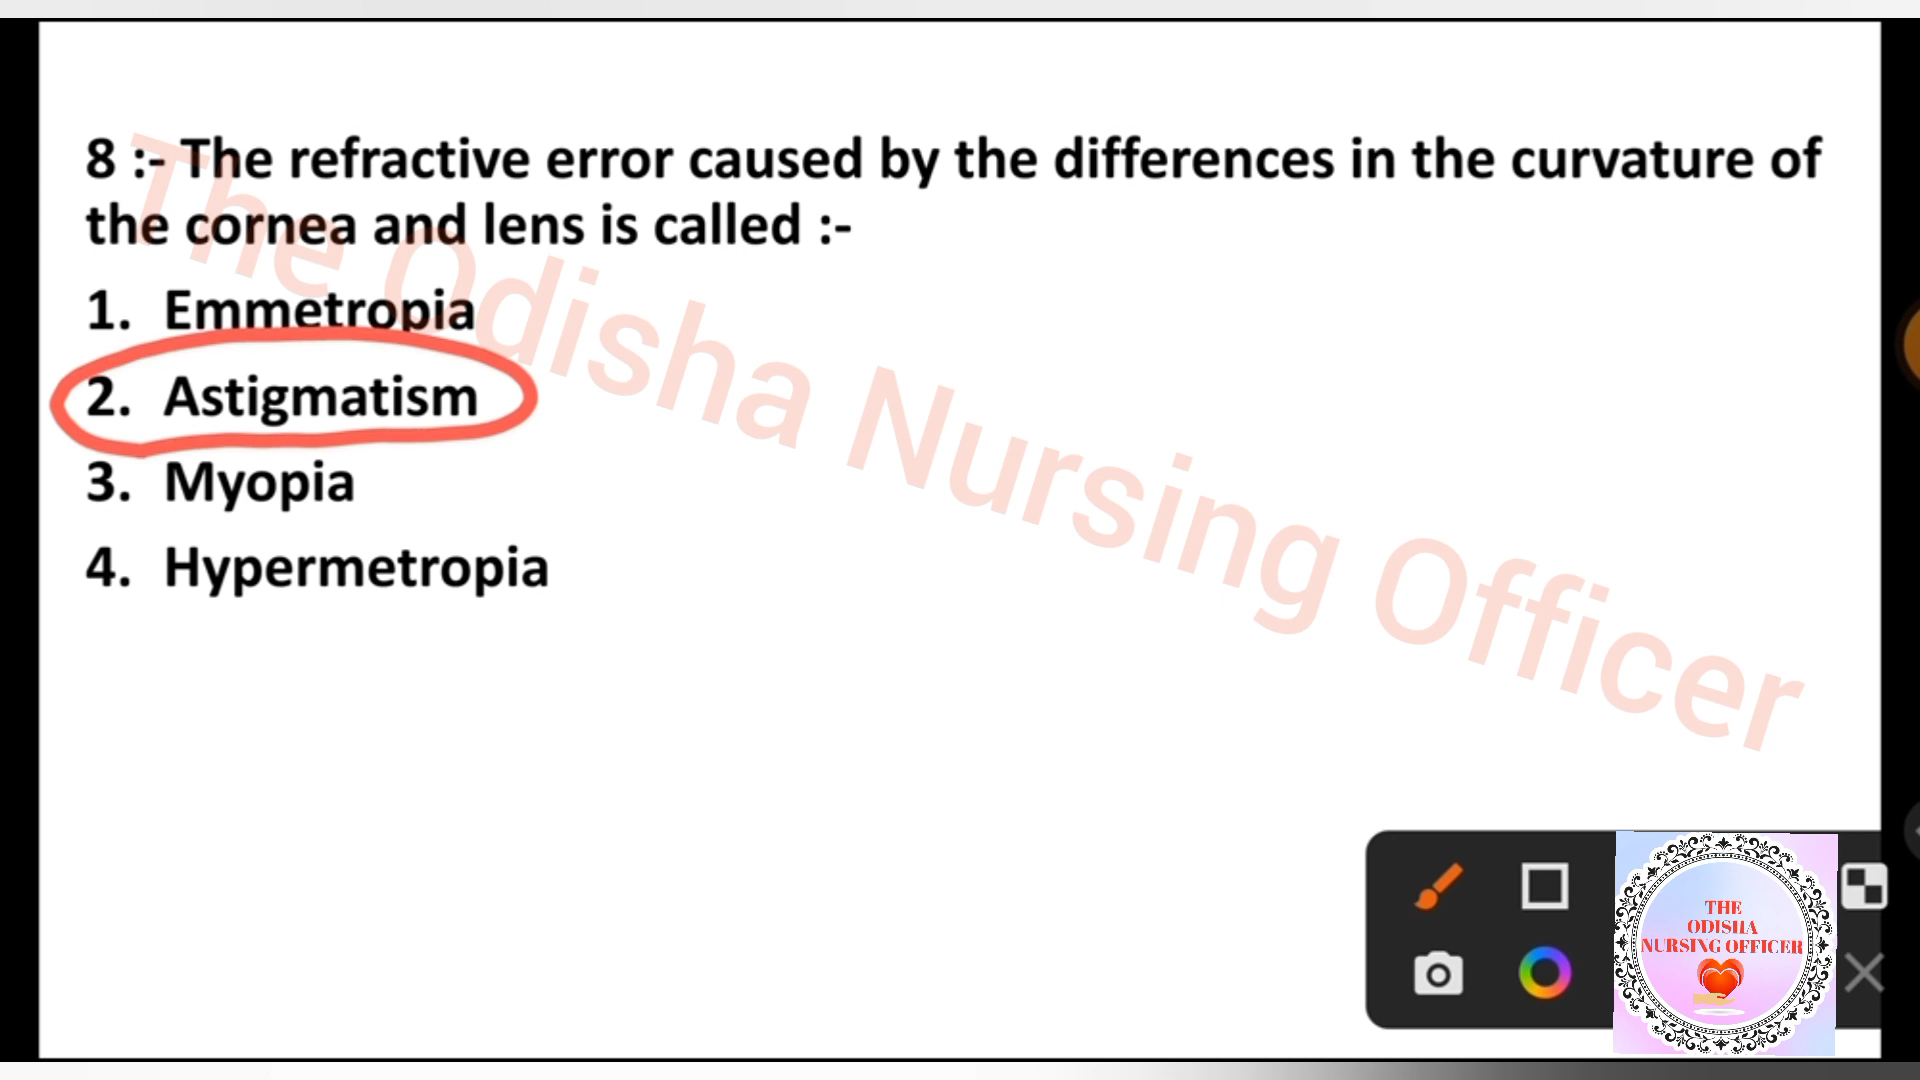 8 :- The refractive error caused by the differences in the curvature of
the cornea and lens is called :-
1. Emmetropia
2. Astigmatism
3. Myopia
4. Hypermetropia
The Odisha Nursing Officer
THE
ODISHA
NURSING OFFICER